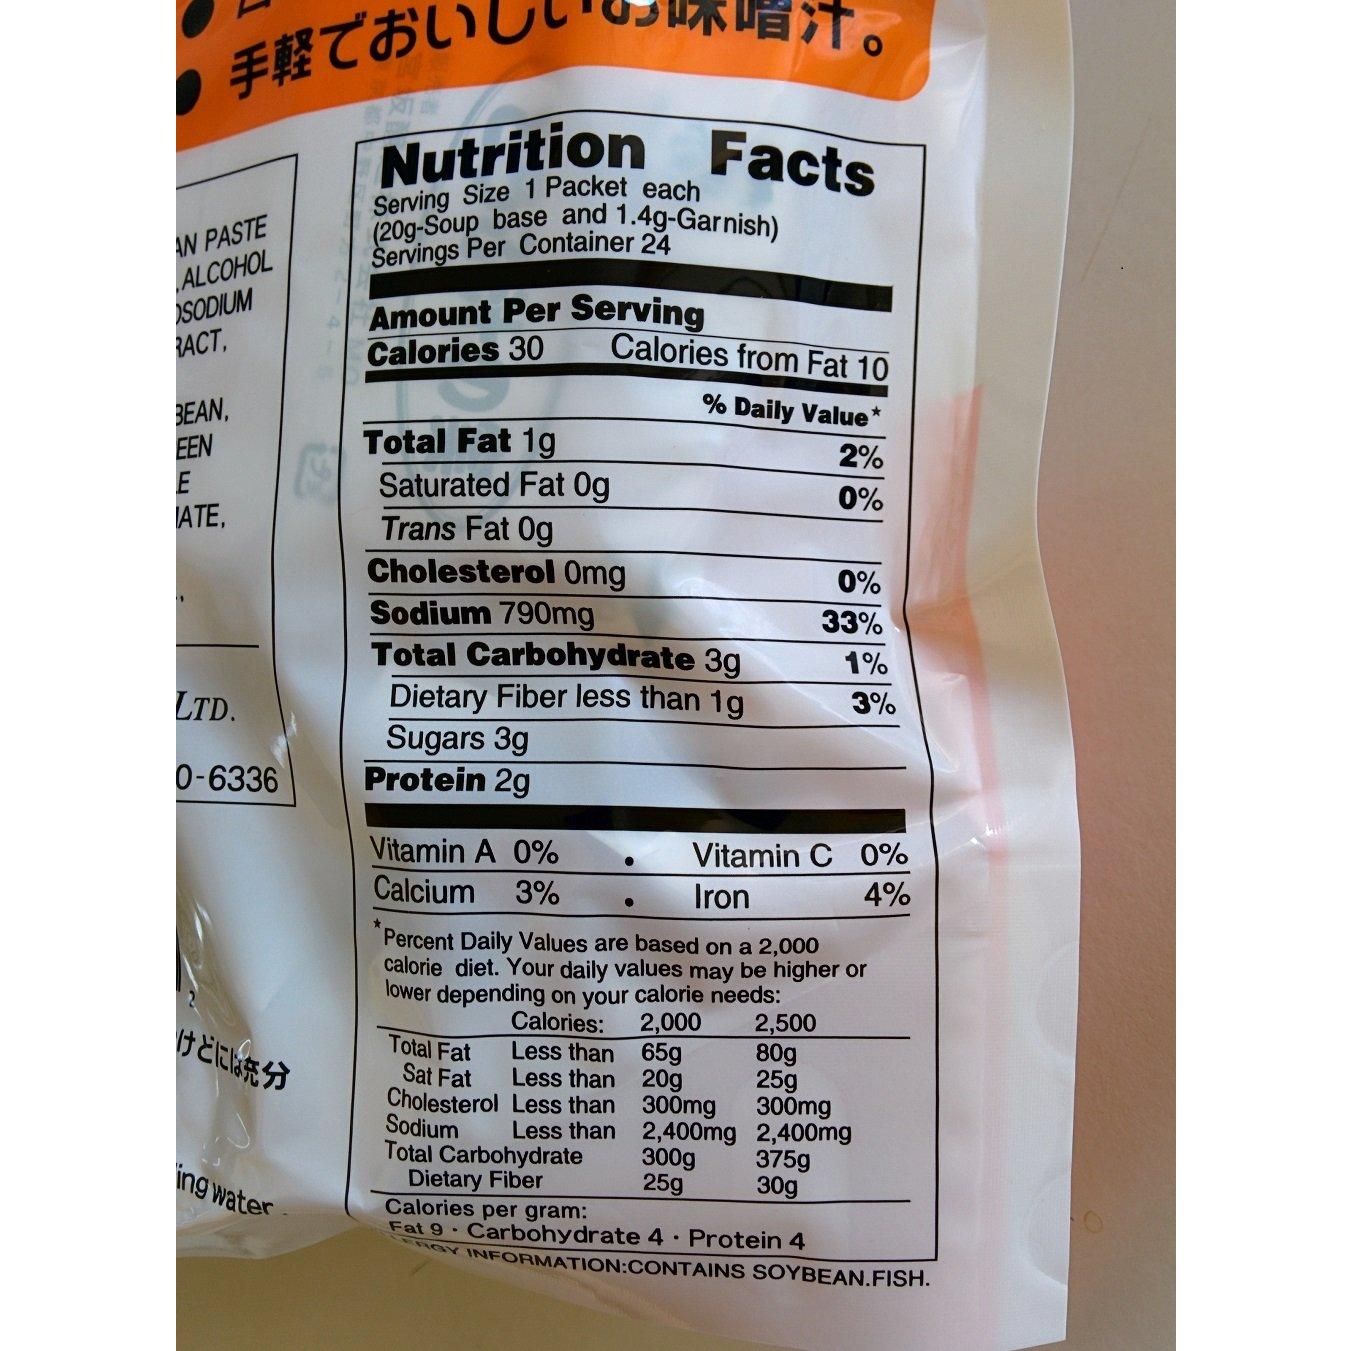 手軽でおいしいお味噌汁。
AN PASTE
ALCOHOL
OSODIUM
RACT,
BEAN,
EEN
LE
IATE,
LTD.
0-6336
けどには充分
ing water
Nutrition Facts
Serving Size 1 Packet each
(20g-Soup base and 1.4g-Garnish)
Servings Per Container 24
Amount Per Serving
Calories 30 Calories from Fat 10
% Daily Value*
Total Fat 1g 2%
Saturated Fat 0g 0%
Trans Fat 0g
Cholesterol 0mg 0%
Sodium 790mg 33%
Total Carbohydrate 3g 1%
Dietary Fiber less than 1g 3%
Sugars 3g
Protein 2g
Vitamin A 0% • Vitamin C 0%
Calcium 3% • Iron 4%
*Percent Daily Values are based on a 2,000
calorie diet. Your daily values may be higher or
lower depending on your calorie needs:
Calories: 2,000 2,500
Total Fat Less than 65g 80g
Sat Fat Less than 20g 25g
Cholesterol Less than 300mg 300mg
Sodium Less than 2,400mg 2,400mg
Total Carbohydrate 300g 375g
Dietary Fiber 25g 30g
Calories per gram:
Fat 9 · Carbohydrate 4 · Protein 4
LERGY INFORMATION:CONTAINS SOYBEAN.FISH.